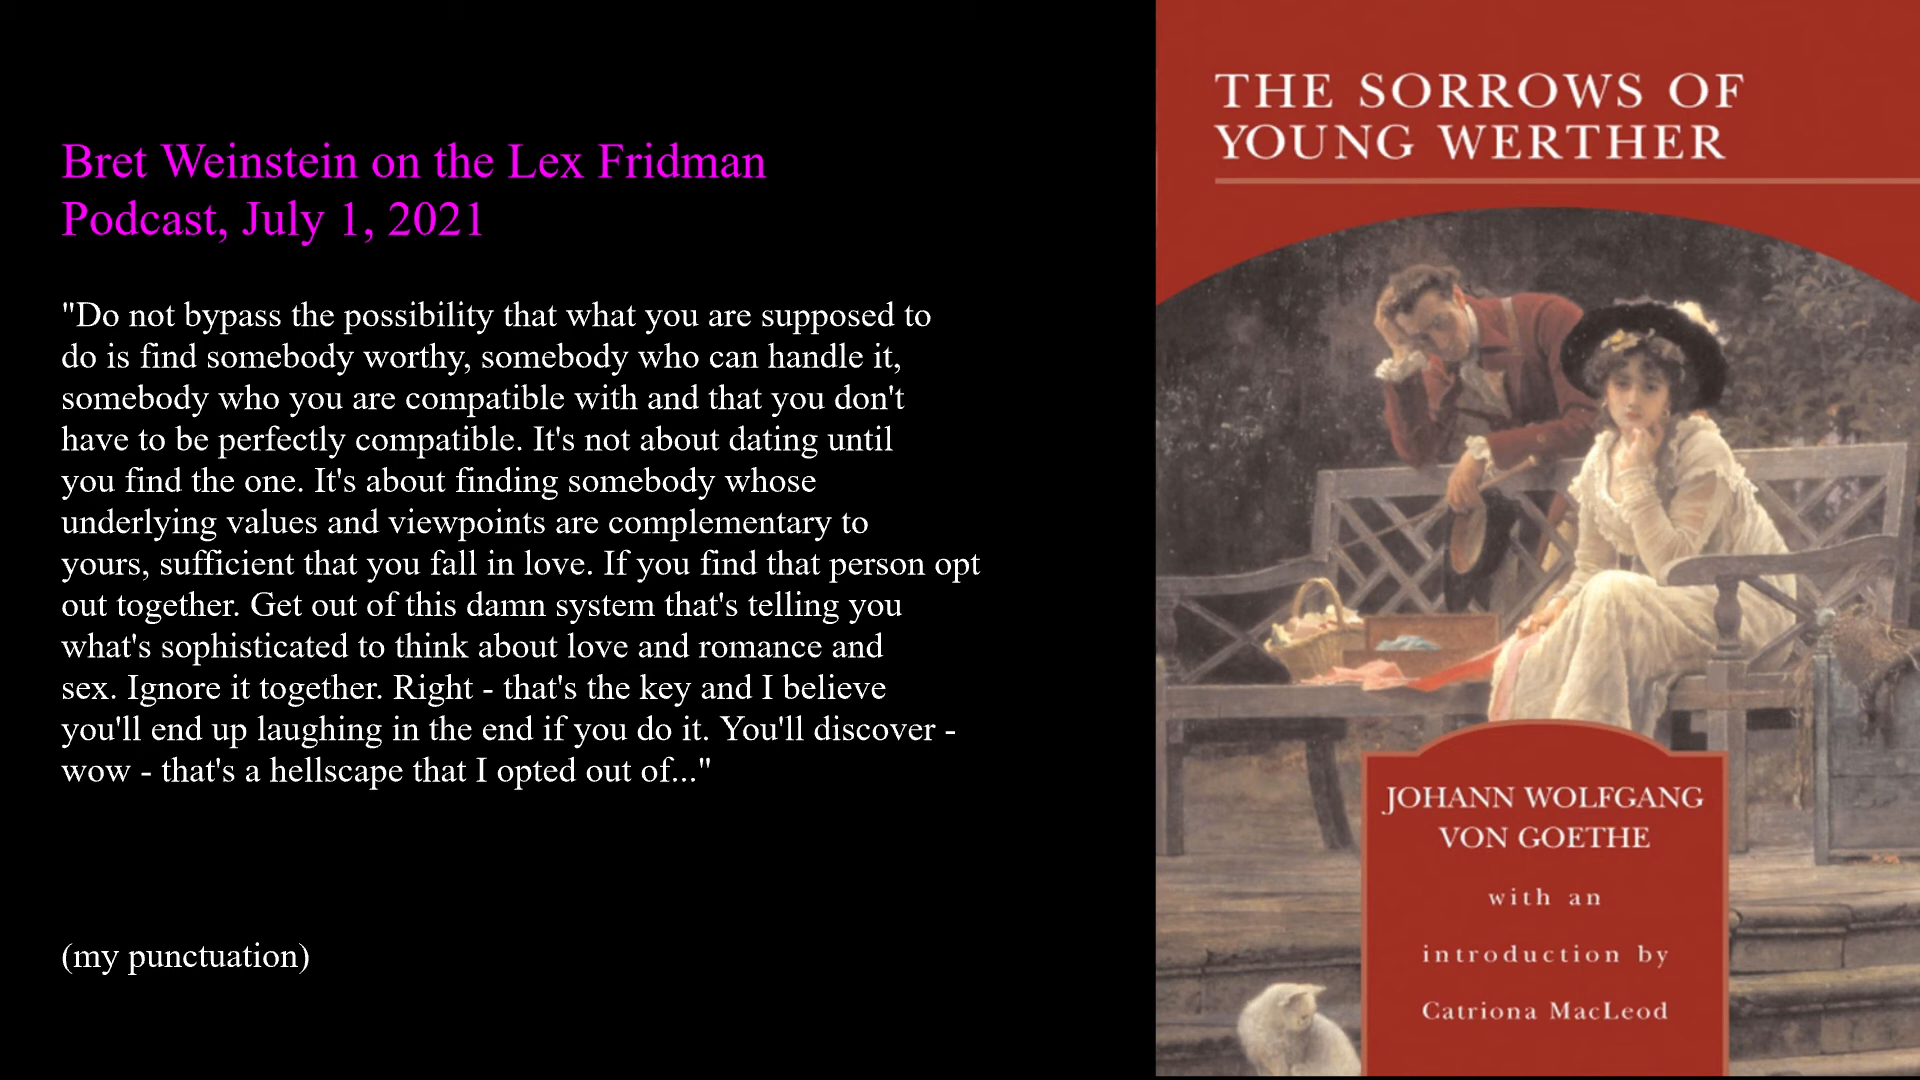 Bret Weinstein on the Lex Fridman
Podcast, July 1, 2021
"Do not bypass the possibility that what you are supposed to
do is find somebody worthy, somebody who can handle it,
somebody who you are compatible with and that you don't
have to be perfectly compatible. It's not about dating until
you find the one. It's about finding somebody whose
underlying values and viewpoints are complementary to
yours, sufficient that you fall in love. If you find that person opt
out together. Get out of this damn system that's telling you
what's sophisticated to think about love and romance and
sex. Ignore it together. Right - that's the key and I believe
you'll end up laughing in the end if you do it. You'll discover -
wow - that's a hellscape that I opted out of..."
(my punctuation)
THE SORROWS OF
YOUNG WERTHER
JOHANN WOLFGANG
VON GOETHE
with an
introduction by
Catriona MacLeod